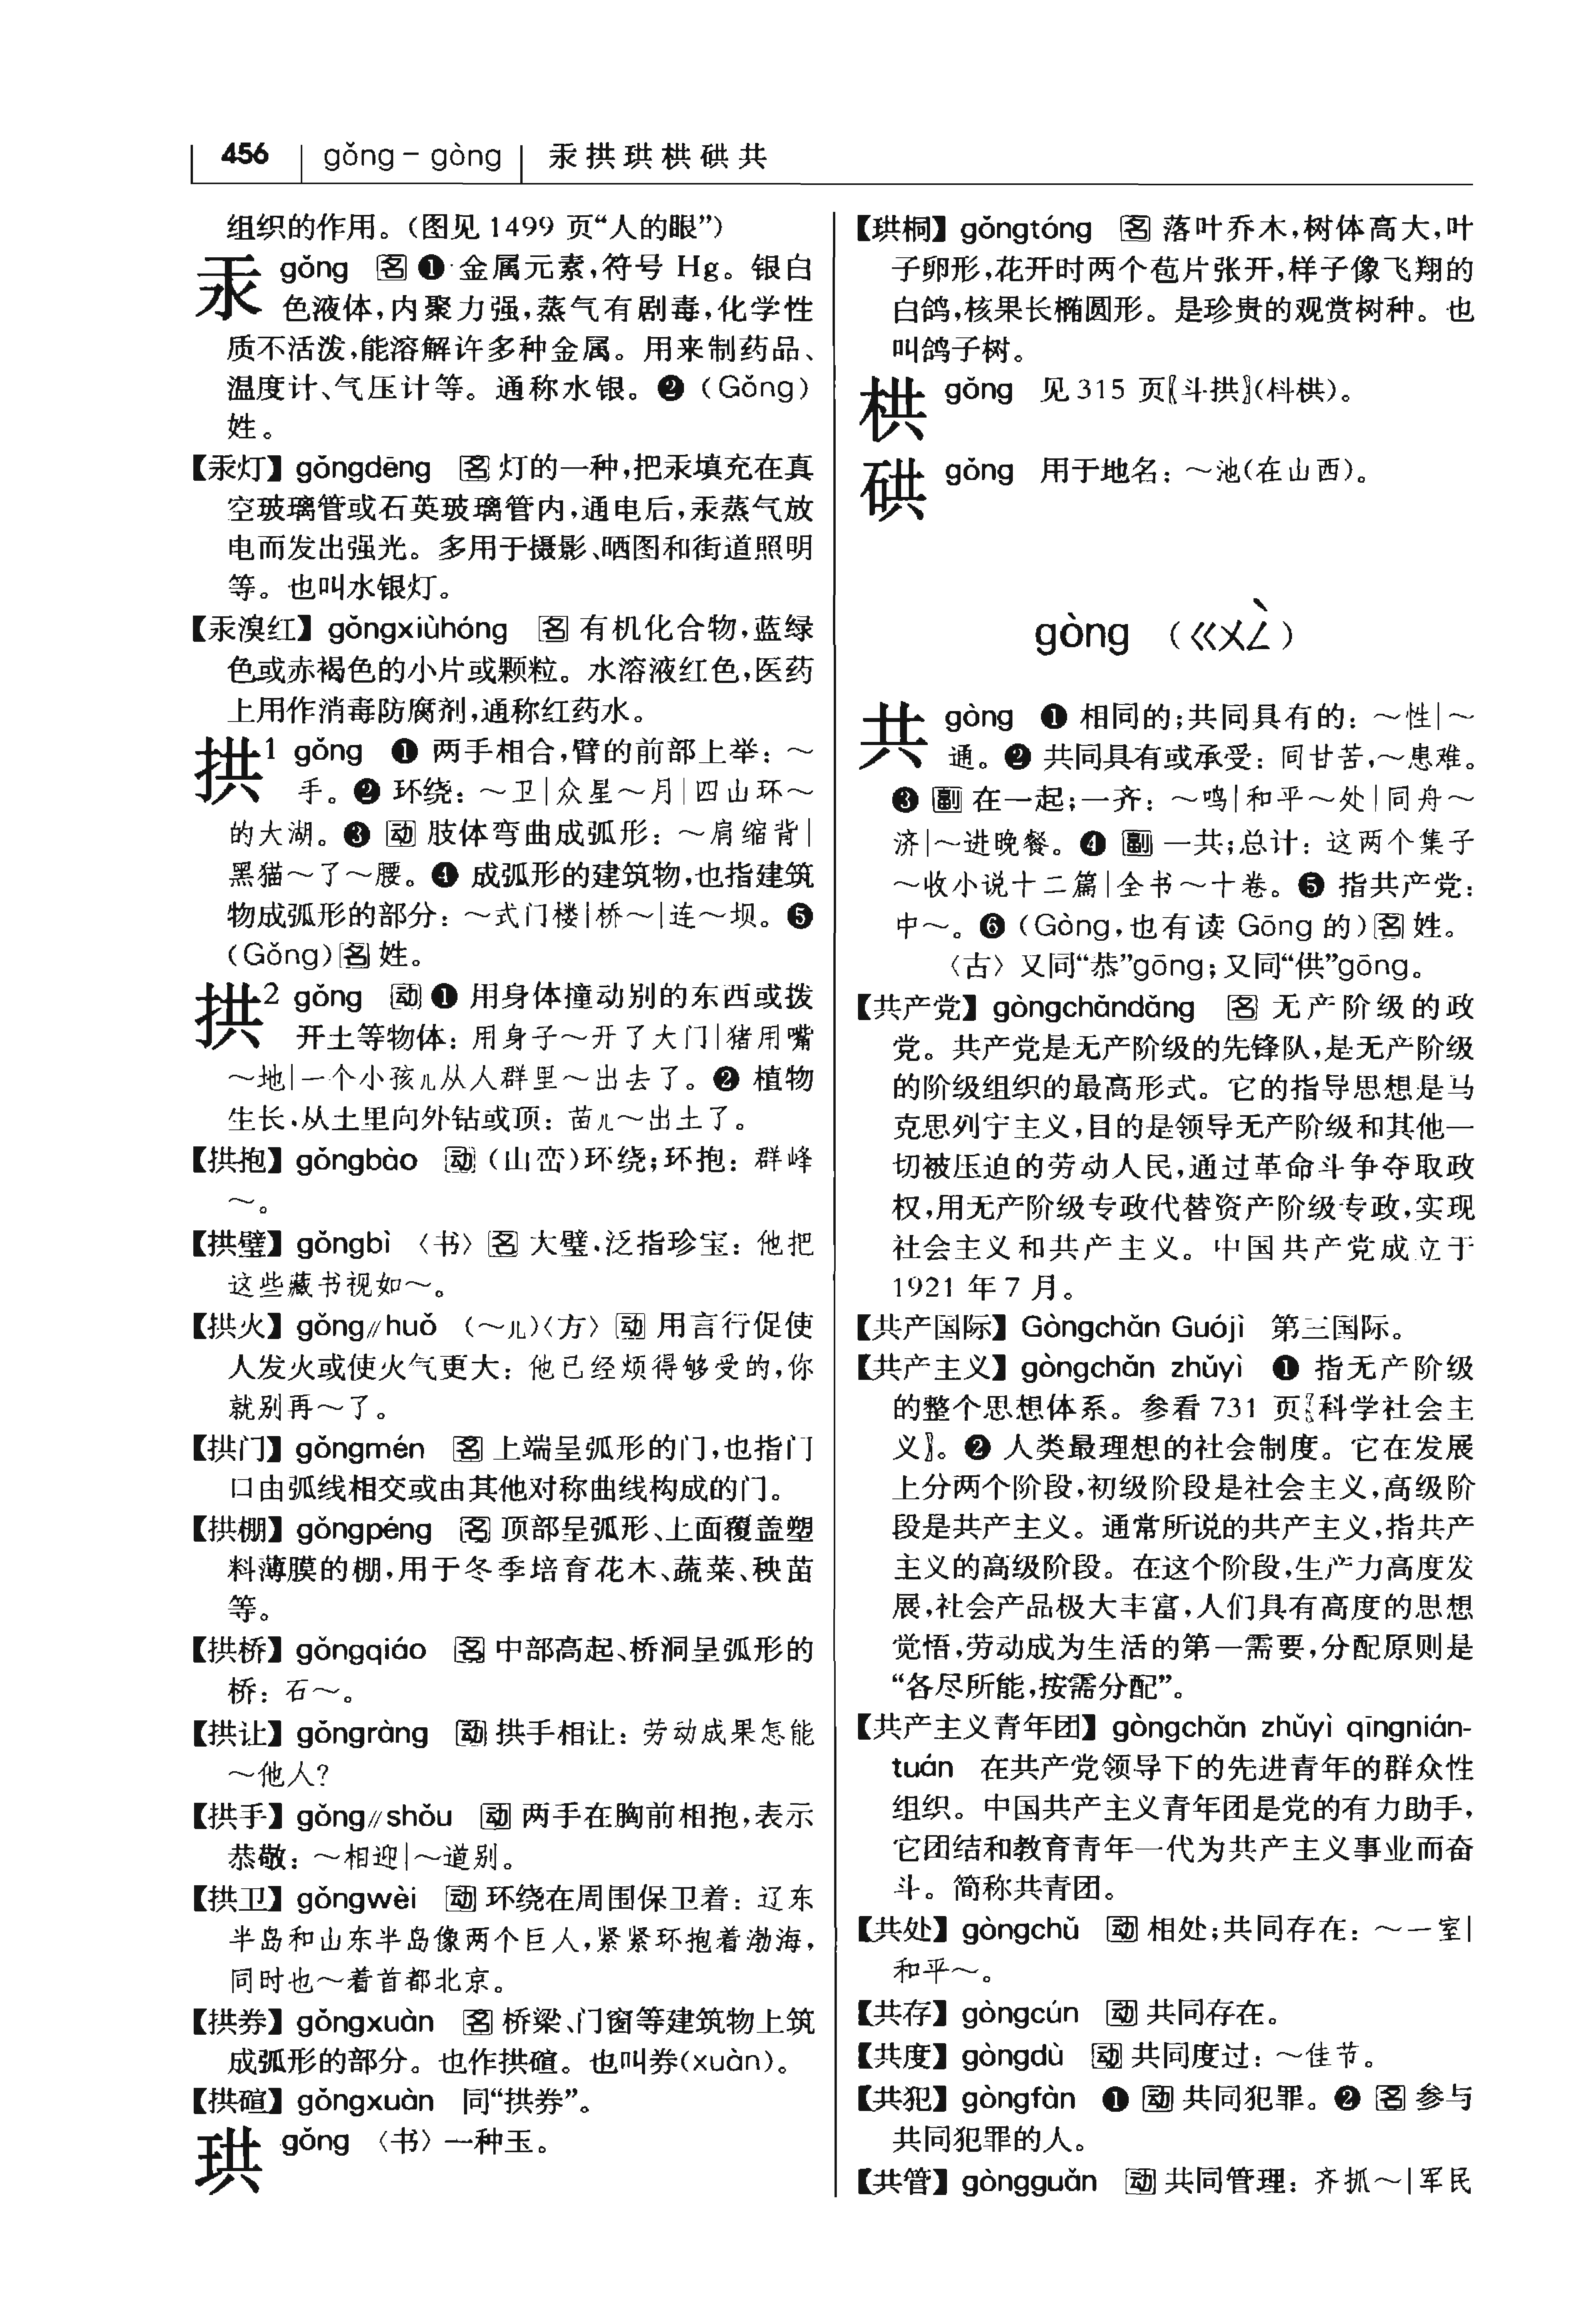 456 gǒng－gòng 汞拱珙栱硔共
组织的作用。(图见1499页“人的眼”)
汞 gǒng 名 ❶ 金属元素,符号 Hg。银白
色液体,内聚力强,蒸气有剧毒,化学性
质不活泼,能溶解许多种金属。用来制药品、
温度计、气压计等。通称水银。❷(Gǒng)
姓。
【汞灯】gǒngdēng 名 灯的一种,把汞填充在真
空玻璃管或石英玻璃管内,通电后,汞蒸气放
电而发出强光。多用于摄影、晒图和街道照明
等。也叫水银灯。
【汞溴红】gǒngxiùhóng 名 有机化合物,蓝绿
色或赤褐色的小片或颗粒。水溶液红色,医药
上用作消毒防腐剂,通称红药水。
拱1 gǒng ❶ 两手相合,臂的前部上举：～
手。❷ 环绕：～卫|众星～月|四山环～
的大湖。❸ 动 肢体弯曲成弧形：～肩缩背|
黑猫～了～腰。❹ 成弧形的建筑物,也指建筑
物成弧形的部分：～式门楼|桥～|连～坝。❺
(Gǒng)名 姓。
拱2 gǒng 动 ❶ 用身体撞动别的东西或拨
开土等物体：用身子～开了大门|猪用嘴
～地|一个小孩儿从人群里～出去了。❷ 植物
生长,从土里向外钻或顶：苗儿～出土了。
【拱抱】gǒngbào 动 (山峦)环绕;环抱：群峰
～。
【拱璧】gǒngbì 〈书〉名 大璧,泛指珍宝：他把
这些藏书视如～。
【拱火】gǒng//huǒ (～儿)〈方〉动 用言行促使
人发火或使火气更大：他已经烦得够受的,你
就别再～了。
【拱门】gǒngmén 名 上端呈弧形的门,也指门
口由弧线相交或由其他对称曲线构成的门。
【拱棚】gǒngpéng 名 顶部呈弧形、上面覆盖塑
料薄膜的棚,用于冬季培育花木、蔬菜、秧苗
等。
【拱桥】gǒngqiáo 名 中部高起、桥洞呈弧形的
桥：石～。
【拱让】gǒngràng 动 拱手相让：劳动成果怎能
～他人?
【拱手】gǒng//shǒu 动 两手在胸前相抱,表示
恭敬：～相迎|～道别。
【拱卫】gǒngwèi 动 环绕在周围保卫着：辽东
半岛和山东半岛像两个巨人,紧紧环抱着渤海,
同时也～着首都北京。
【拱券】gǒngxuàn 名 桥梁、门窗等建筑物上筑
成弧形的部分。也作拱碹。也叫券(xuàn)。
【拱碹】gǒngxuàn 同“拱券”。
珙 gǒng 〈书〉一种玉。
【珙桐】gǒngtóng 名 落叶乔木,树体高大,叶
子卵形,花开时两个苞片张开,样子像飞翔的
白鸽,核果长椭圆形。是珍贵的观赏树种。也
叫鸽子树。
栱 gǒng 见315页〖斗拱〗(枓栱)。
硔 gǒng 用于地名：～池(在山西)。
gòng (ㄍㄨㄥˋ)
共 gòng ❶ 相同的;共同具有的：～性|～
通。❷ 共同具有或承受：同甘苦,～患难。
❸ 副 在一起;一齐：～鸣|和平～处|同舟～
济|～进晚餐。❹ 副 一共;总计：这两个集子
～收小说十二篇|全书～十卷。❺ 指共产党：
中～。❻ (Gòng,也有读 Gōng 的)名 姓。
〈古〉又同“恭”gōng;又同“供”gōng。
【共产党】gòngchǎndǎng 名 无产阶级的政
党。共产党是无产阶级的先锋队,是无产阶级
的阶级组织的最高形式。它的指导思想是马
克思列宁主义,目的是领导无产阶级和其他一
切被压迫的劳动人民,通过革命斗争夺取政
权,用无产阶级专政代替资产阶级专政,实现
社会主义和共产主义。中国共产党成立于
1921年7月。
【共产国际】Gòngchǎn Guójì 第三国际。
【共产主义】gòngchǎn zhǔyì ❶ 指无产阶级
的整个思想体系。参看731页〖科学社会主
义〗。❷ 人类最理想的社会制度。它在发展
上分两个阶段,初级阶段是社会主义,高级阶
段是共产主义。通常所说的共产主义,指共产
主义的高级阶段。在这个阶段,生产力高度发
展,社会产品极大丰富,人们具有高度的思想
觉悟,劳动成为生活的第一需要,分配原则是
“各尽所能,按需分配”。
【共产主义青年团】gòngchǎn zhǔyì qīngnián-
tuán 在共产党领导下的先进青年的群众性
组织。中国共产主义青年团是党的有力助手,
它团结和教育青年一代为共产主义事业而奋
斗。简称共青团。
【共处】gòngchǔ 动 相处;共同存在：～一室|
和平～。
【共存】gòngcún 动 共同存在。
【共度】gòngdù 动 共同度过：～佳节。
【共犯】gòngfàn ❶ 动 共同犯罪。❷ 名 参与
共同犯罪的人。
【共管】gòngguǎn 动 共同管理：齐抓～|军民